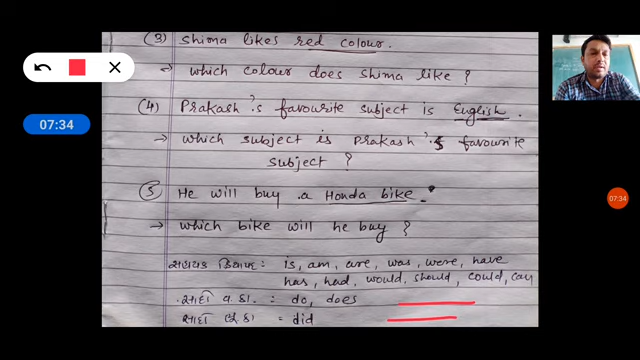 (3) Shima likes red colour.
→ which colour does Shima like ?
(4) Prakash's favourite subject is English.
→ which subject is Prakash's favourite
subject ?
07:34
(5) He will buy a Honda bike.
→ which bike will he buy ?
સહાયક ક્રિયાપદ : is, am, are, was, were, have
has, had, would, should, could, can
સાદો વ.કા. : do, does
સાદો ભૂ.કા = did
07:34